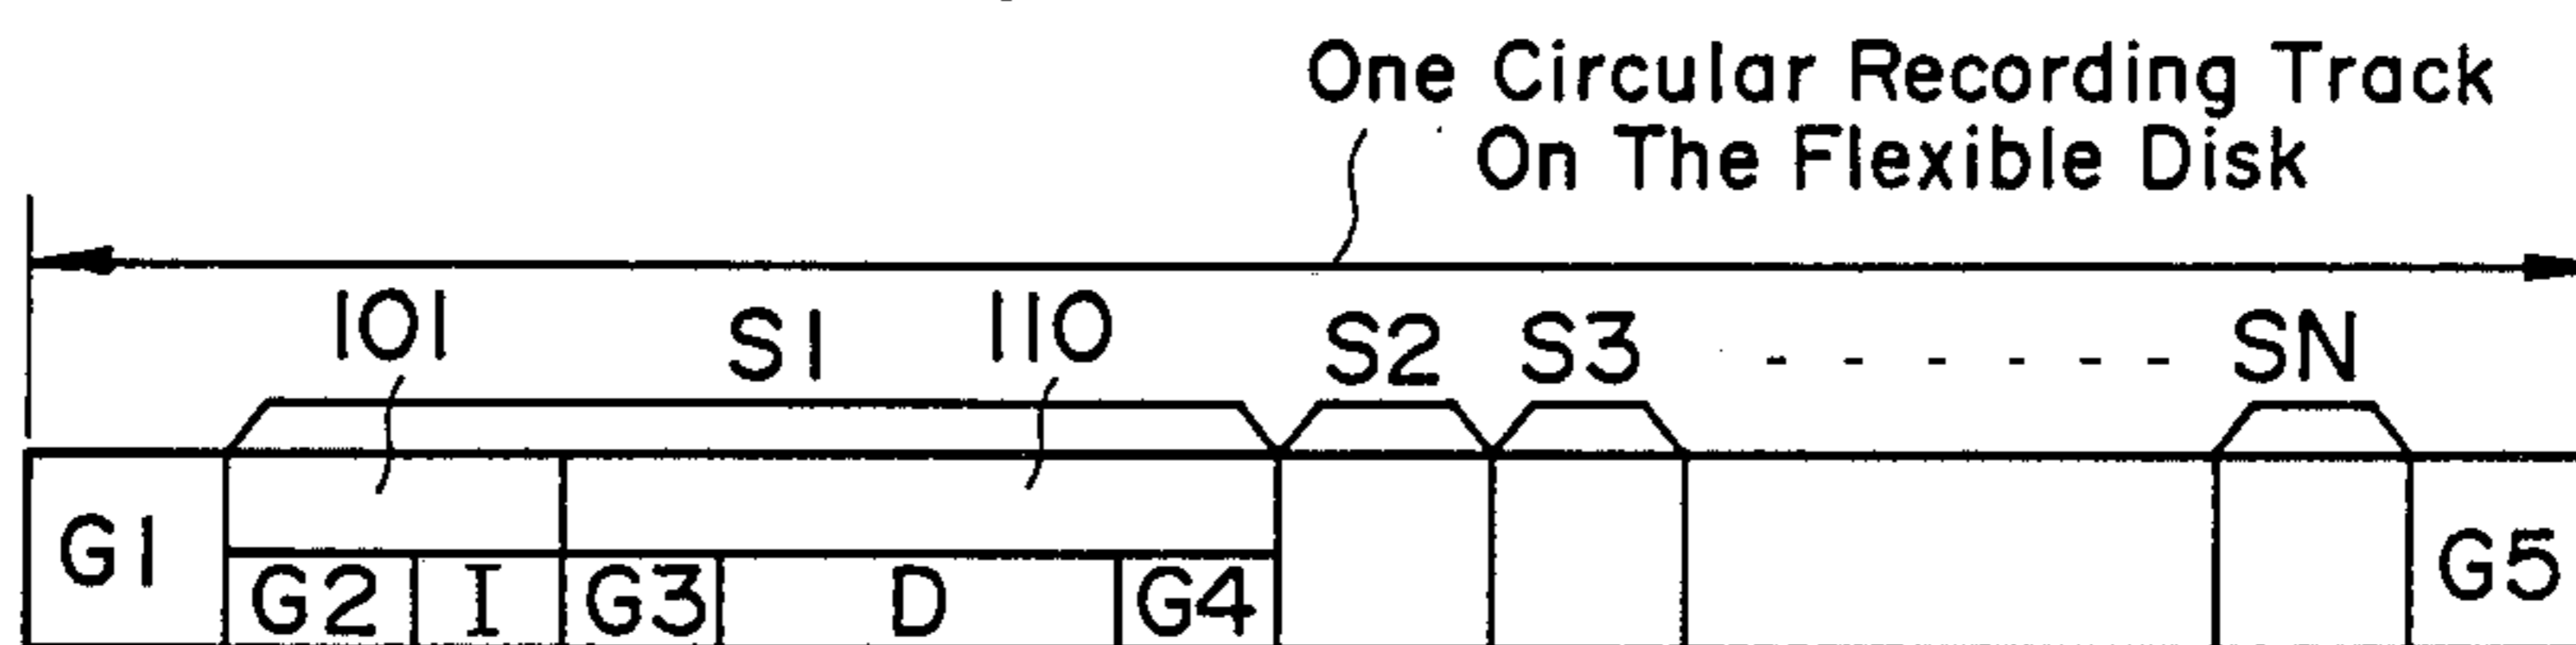 One Circular Recording Track
On The Flexible Disk
101 S1 110 S2 S3 - - - - - - SN
G1 G2 I G3 D G4 G5